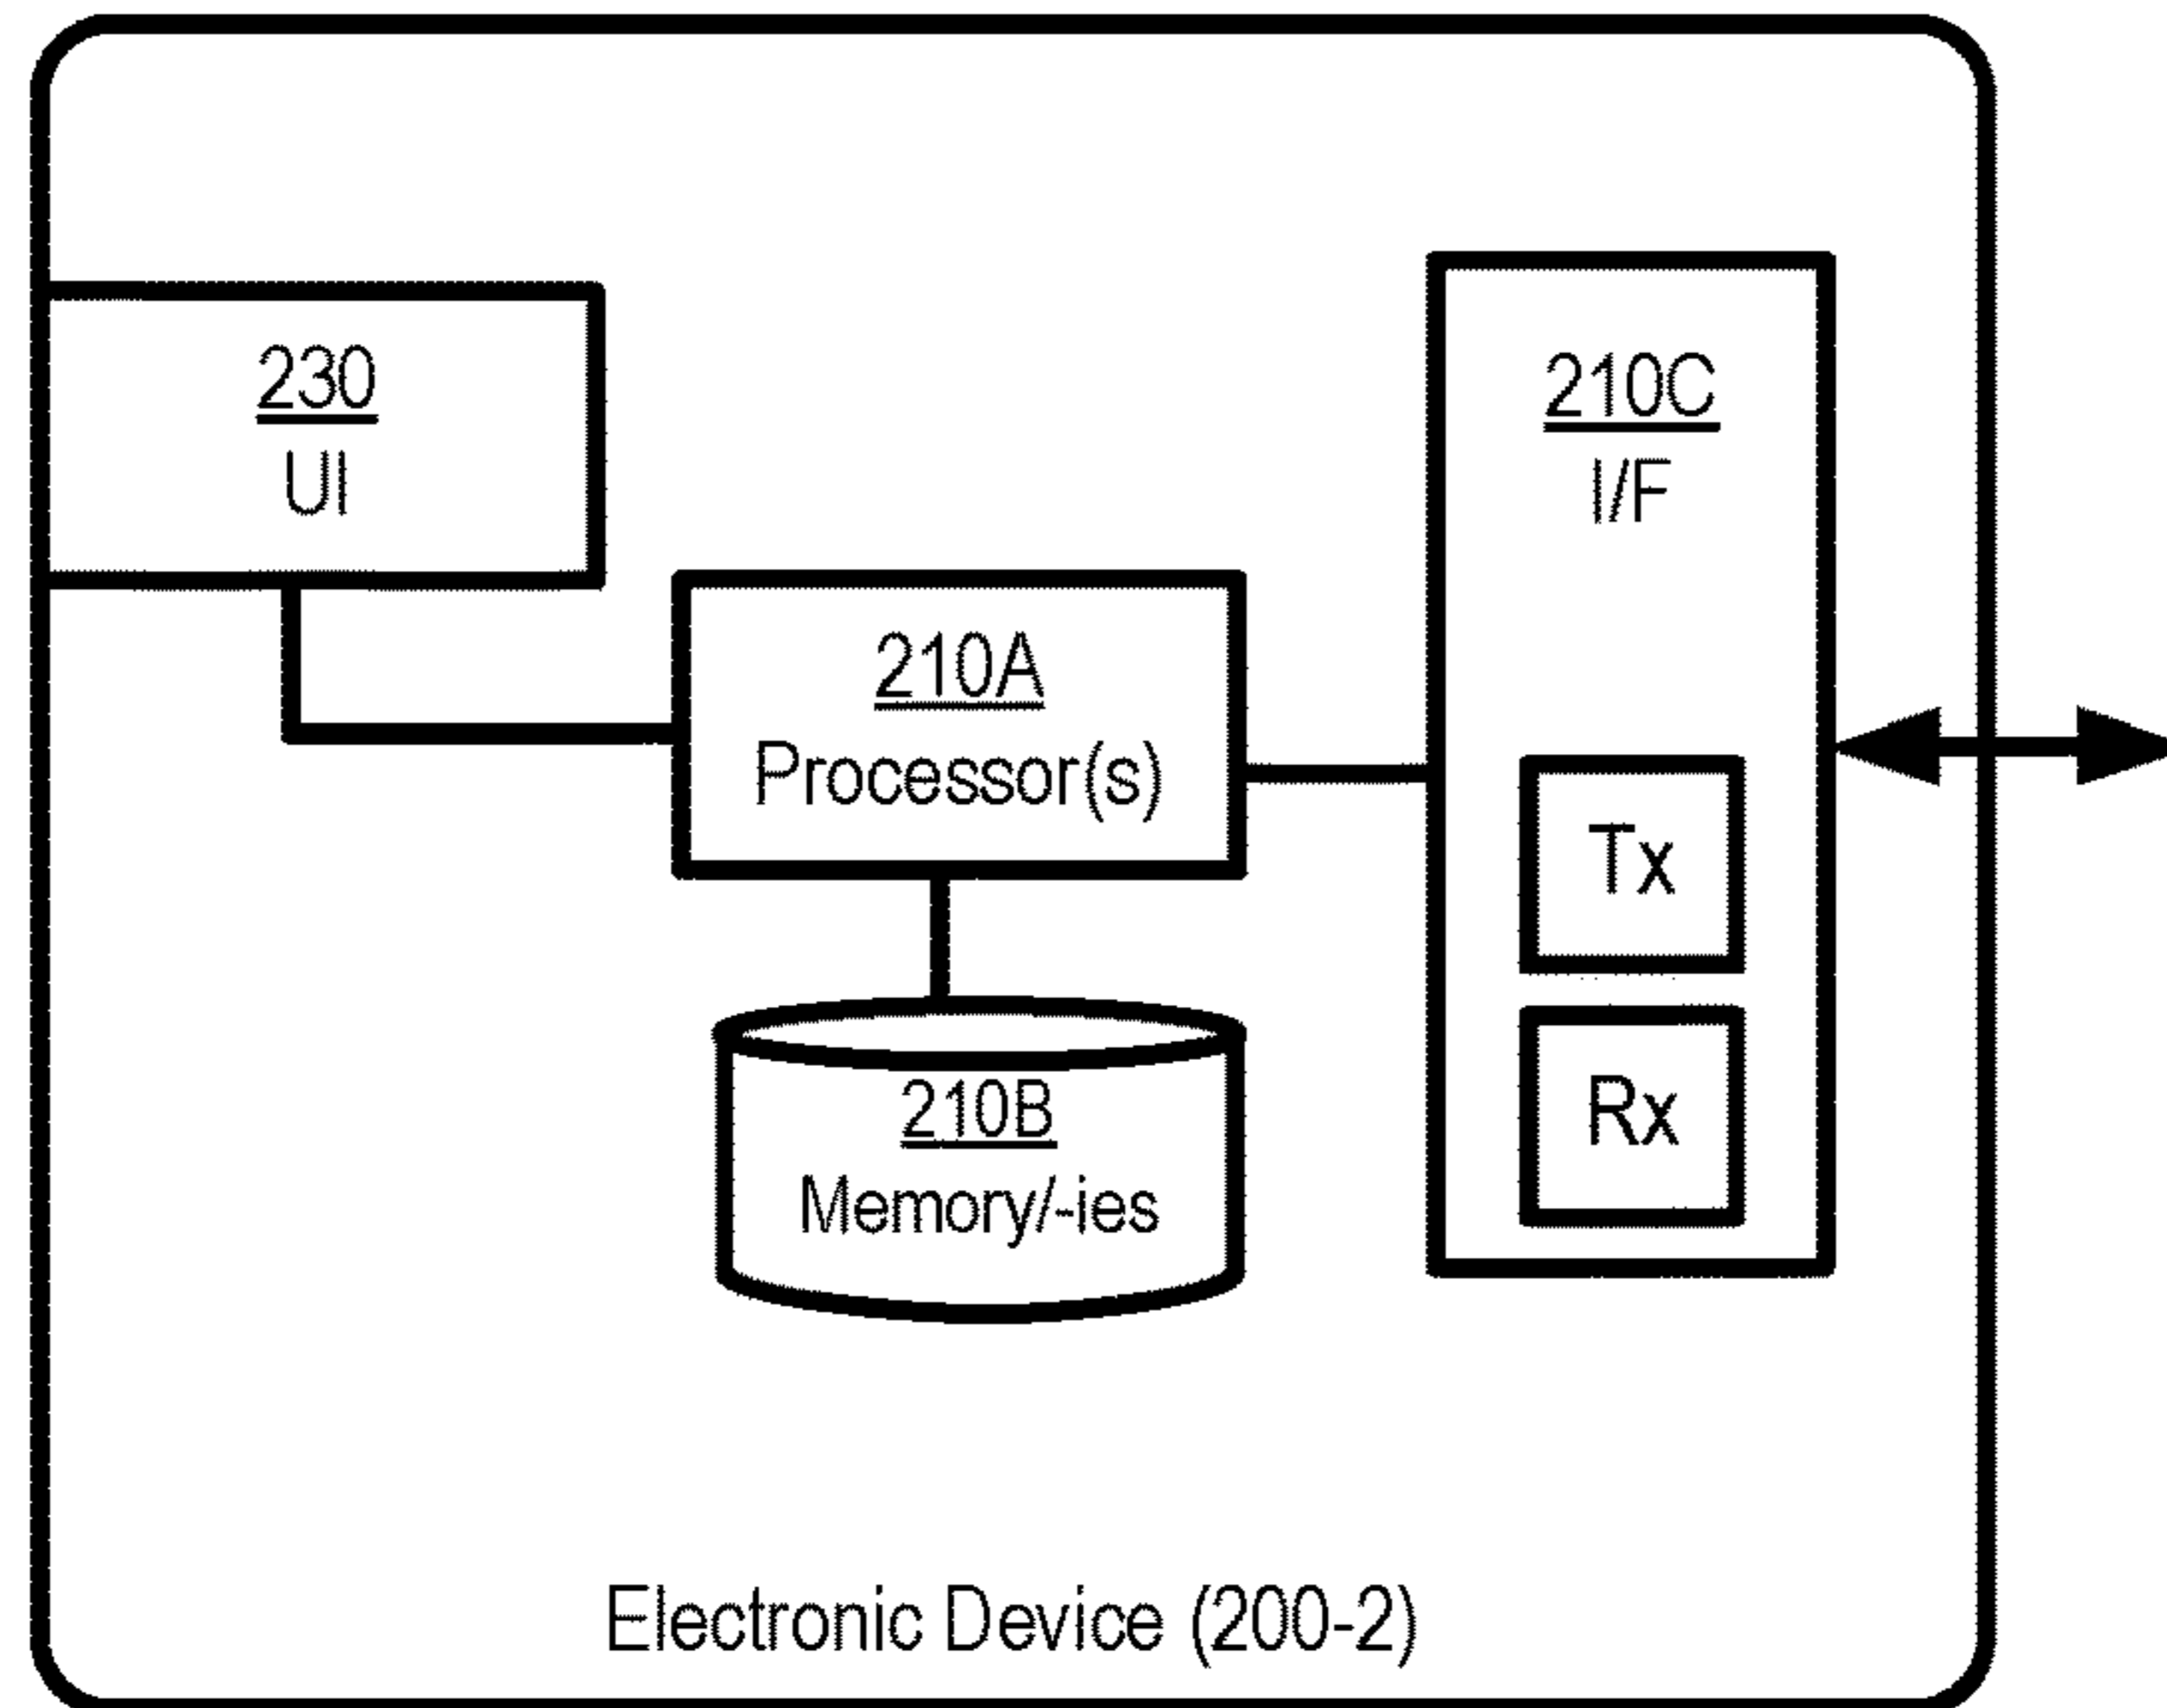 230
UI
210A
Processor(s)
210B
Memory/-ies
210C
I/F
Tx
Rx
Electronic Device (200-2)